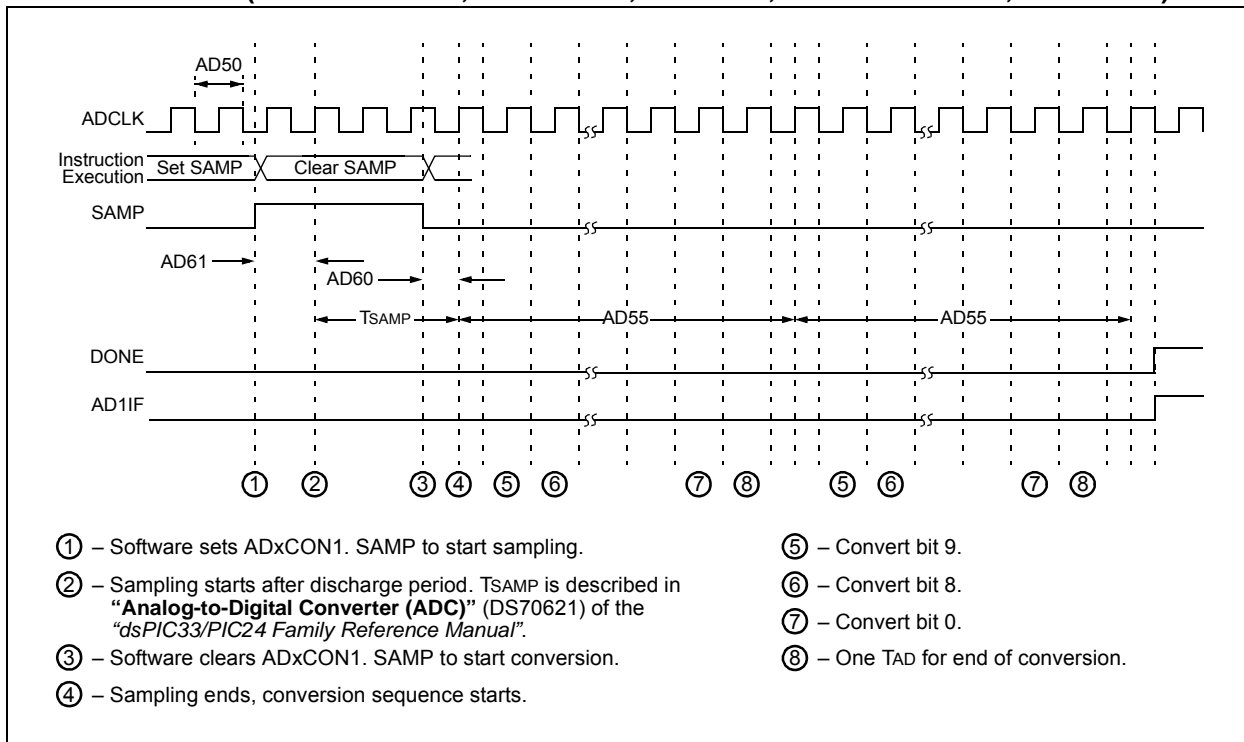 AD50
ADCLK
Instruction
Execution
Set SAMP
Clear SAMP
SAMP
AD61
AD60
TSAMP
AD55
AD55
DONE
AD1IF
1 2 3 4 5 6 7 8 5 6 7 8
1 – Software sets ADxCON1. SAMP to start sampling.
2 – Sampling starts after discharge period. TSAMP is described in
“Analog-to-Digital Converter (ADC)” (DS70621) of the
“dsPIC33/PIC24 Family Reference Manual”.
3 – Software clears ADxCON1. SAMP to start conversion.
4 – Sampling ends, conversion sequence starts.
5 – Convert bit 9.
6 – Convert bit 8.
7 – Convert bit 0.
8 – One TAD for end of conversion.